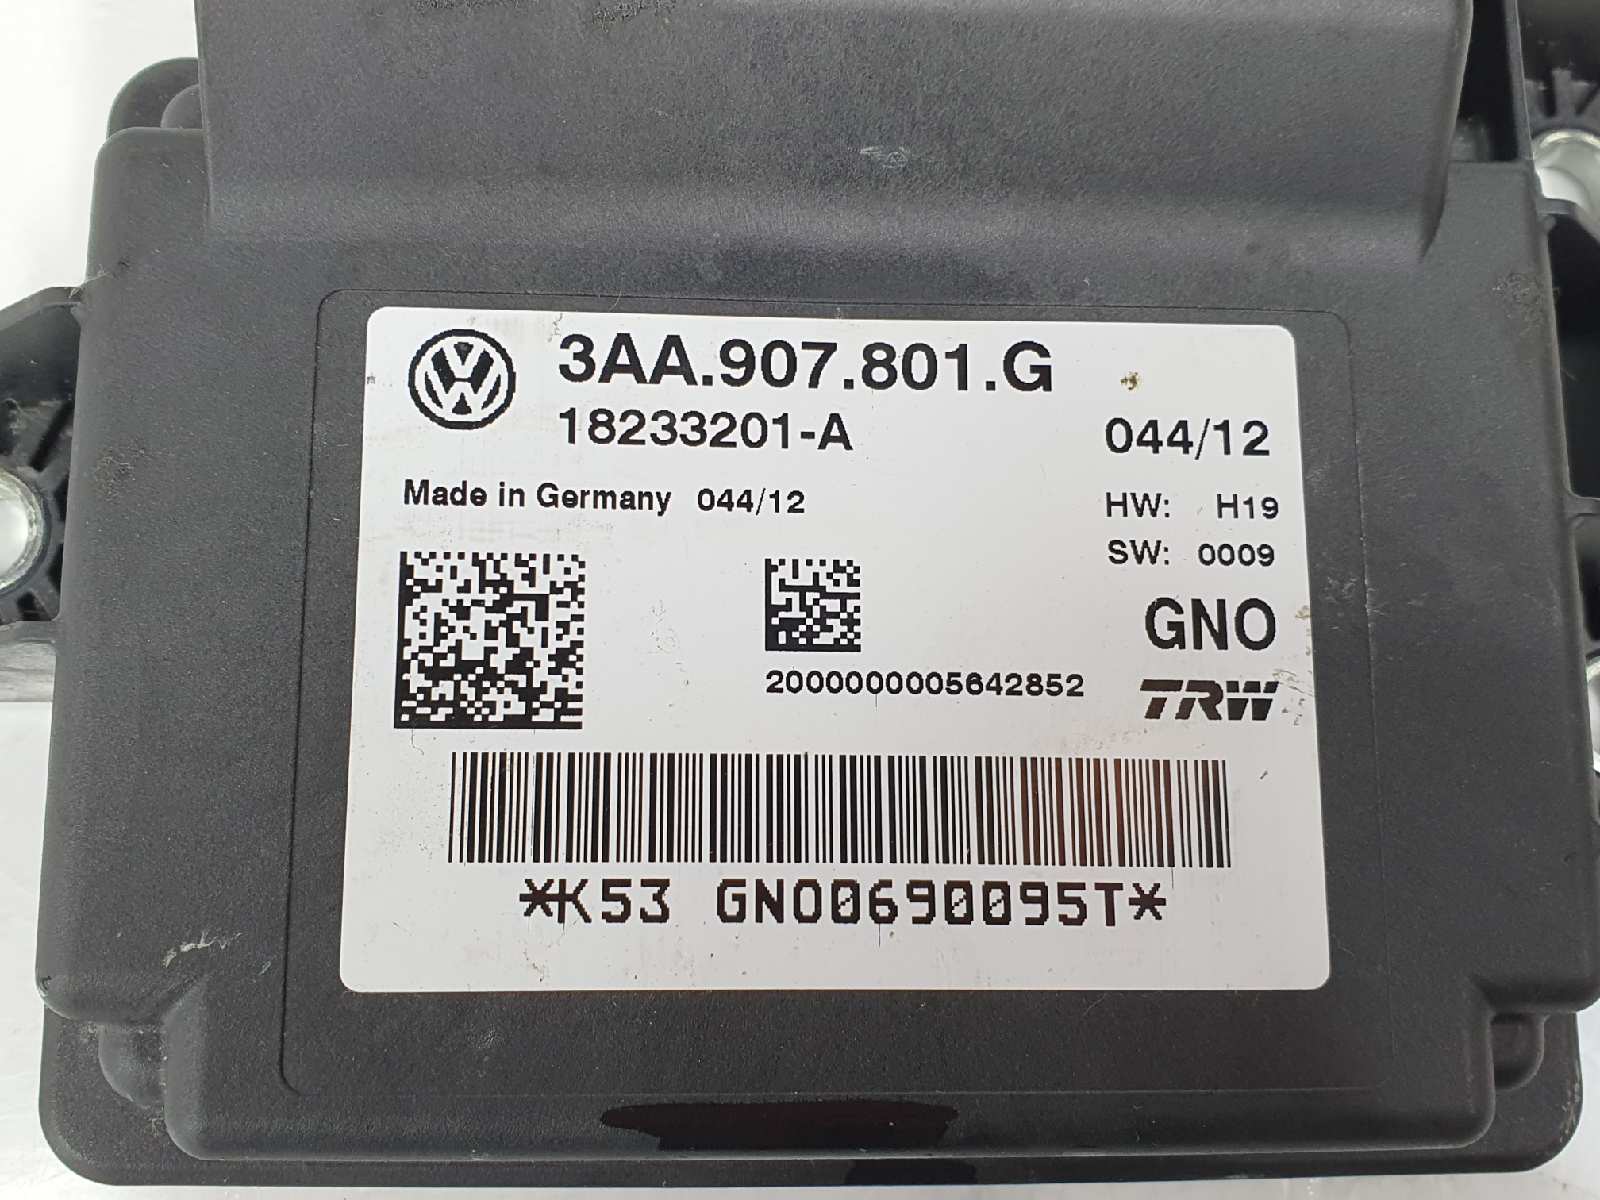 3AA.907.801.G
18233201-A
044/12
Made in Germany 044/12
HW: H19
SW: 0009
GNO
2000000005642852
TRW
*K53 GNO0690095T*